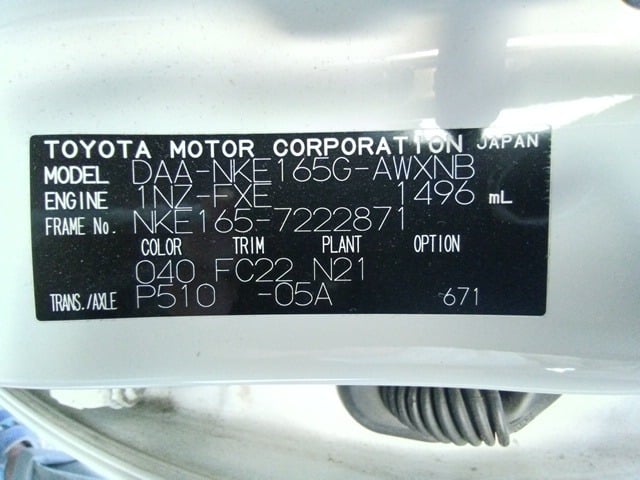 TOYOTA MOTOR CORPORATION JAPAN
MODEL DAA-NKE165G-AWXNB
ENGINE 1NZ-FXE 1496 mL
FRAME No. NKE165-7222871
COLOR TRIM PLANT OPTION
040 FC22 N21
TRANS./AXLE P510 -05A 671